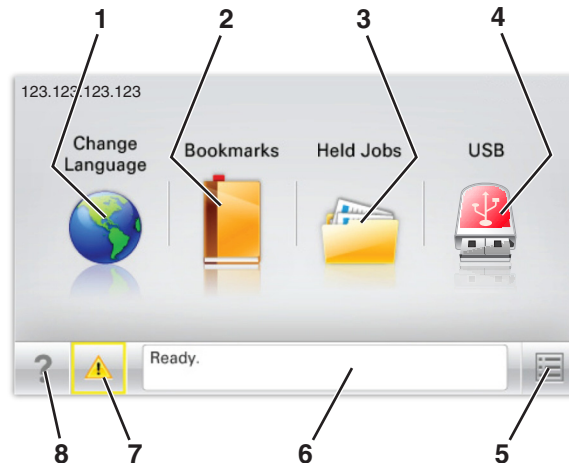 1 2 3 4
123.123.123.123
Change Language
Bookmarks
Held Jobs
USB
?
Ready.
8 7 6 5